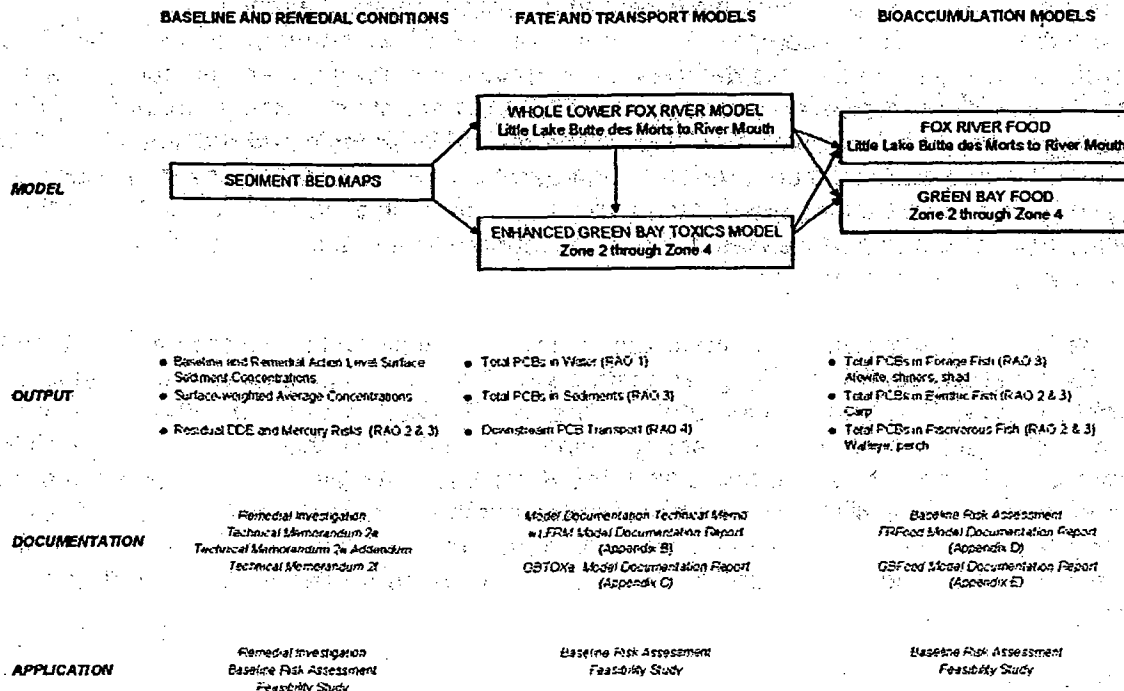 BASELINE AND REMEDIAL CONDITIONS
FATE AND TRANSPORT MODELS
BIOACCUMULATION MODELS
MODEL
SEDIMENT BED MAPS
WHOLE LOWER FOX RIVER MODEL
Little Lake Butte des Morts to River Mouth
ENHANCED GREEN BAY TOXICS MODEL
Zone 2 through Zone 4
FOX RIVER FOOD
Little Lake Butte des Morts to River Mouth
GREEN BAY FOOD
Zone 2 through Zone 4
OUTPUT
• Baseline and Remedial Action Level Surface
Sediment Concentrations
• Surface-weighted Average Concentrations
• Residual DDE and Mercury Risks (RAO 2 & 3)
• Total PCBs in Water (RAO 1)
• Total PCBs in Sediments (RAO 3)
• Downstream PCB Transport (RAO 4)
• Total PCBs in Forage Fish (RAO 3)
Alewife, shiners, shad
• Total PCBs in Benthic Fish (RAO 2 & 3)
Carp
• Total PCBs in Piscivorous Fish (RAO 2 & 3)
Walleye, perch
DOCUMENTATION
Remedial Investigation
Technical Memorandum 2e
Technical Memorandum 2e Addendum
Technical Memorandum 2f
Model Documentation Technical Memo
wLFRM Model Documentation Report
(Appendix B)
GBTOXe Model Documentation Report
(Appendix C)
Baseline Risk Assessment
FRFood Model Documentation Report
(Appendix D)
GBFood Model Documentation Report
(Appendix E)
APPLICATION
Remedial Investigation
Baseline Risk Assessment
Feasibility Study
Baseline Risk Assessment
Feasibility Study
Baseline Risk Assessment
Feasibility Study